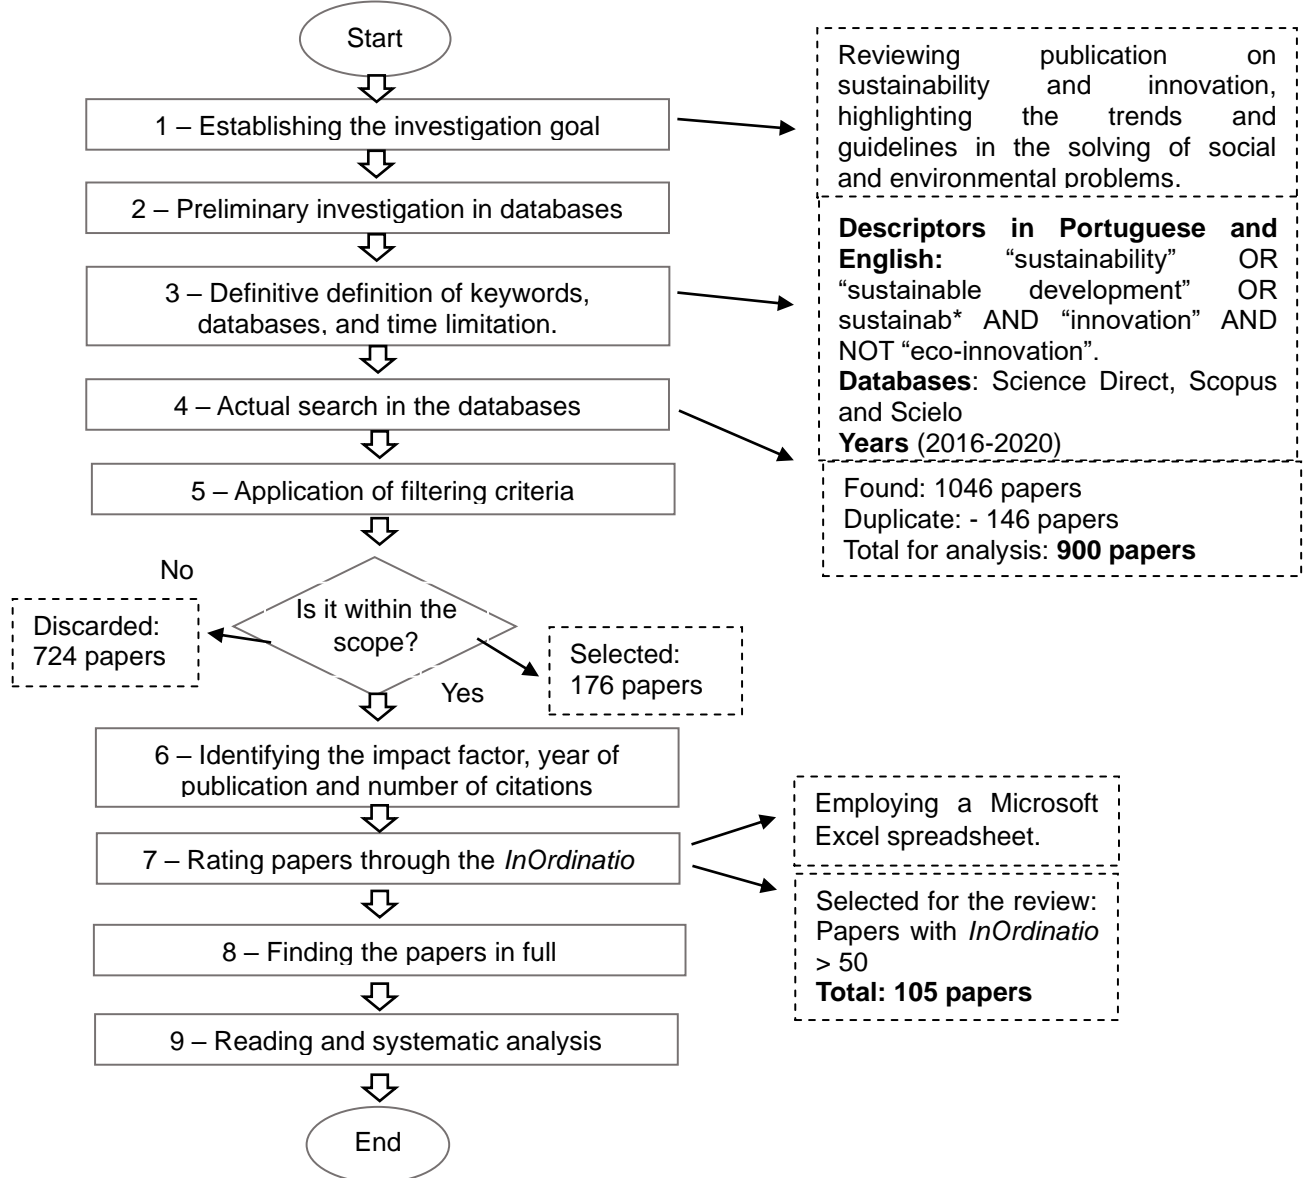 Start
1 – Establishing the investigation goal
Reviewing publication on
sustainability and innovation,
highlighting the trends and
guidelines in the solving of social
and environmental problems.
2 – Preliminary investigation in databases
3 – Definitive definition of keywords,
databases, and time limitation.
Descriptors in Portuguese and
English: “sustainability” OR
“sustainable development” OR
sustainab* AND “innovation” AND
NOT “eco-innovation”.
Databases: Science Direct, Scopus
and Scielo
Years (2016-2020)
4 – Actual search in the databases
Found: 1046 papers
Duplicate: - 146 papers
Total for analysis: 900 papers
5 – Application of filtering criteria
Is it within the
scope?
No
Discarded:
724 papers
Yes
Selected:
176 papers
6 – Identifying the impact factor, year of
publication and number of citations
7 – Rating papers through the InOrdinatio
Employing a Microsoft
Excel spreadsheet.
Selected for the review:
Papers with InOrdinatio
> 50
Total: 105 papers
8 – Finding the papers in full
9 – Reading and systematic analysis
End